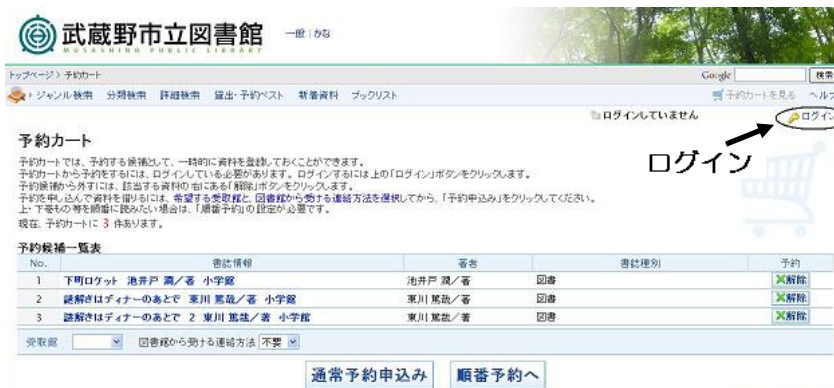 武蔵野市立図書館 一般 | かな
MUSASHINO PUBLIC LIBRARY
トップページ > 予約カート Google 検索
ジャンル検索 分類検索 詳細検索 貸出・予約ベスト 新着資料 ブックリスト 予約カートを見る ヘルプ
ログインしていません ログイン
ログイン
予約カート
予約カートでは、予約する候補として、一時的に資料を登録しておくことができます。
予約カートから予約をするには、ログインしている必要があります。ログインするには上の「ログイン」ボタンをクリックします。
予約候補から外すには、該当する資料の右にある「解除」ボタンをクリックします。
予約を申し込んで資料を借りるには、希望する受取館と、図書館から受ける連絡方法を選択してから、「予約申込み」をクリックしてください。
上・下巻もの等を順番に読みたい場合は、「順番予約」の設定が必要です。
現在、予約カートに 3 件あります。
予約候補一覧表
No. 書誌情報 著者 書誌種別 予約
1 下町ロケット 池井戸 潤/著 小学館 池井戸 潤/著 図書 解除
2 謎解きはディナーのあとで 東川 篤哉/著 小学館 東川 篤哉/著 図書 解除
3 謎解きはディナーのあとで 2 東川 篤哉/著 小学館 東川 篤哉/著 図書 解除
受取館 図書館から受ける連絡方法 不要
通常予約申込み 順番予約へ